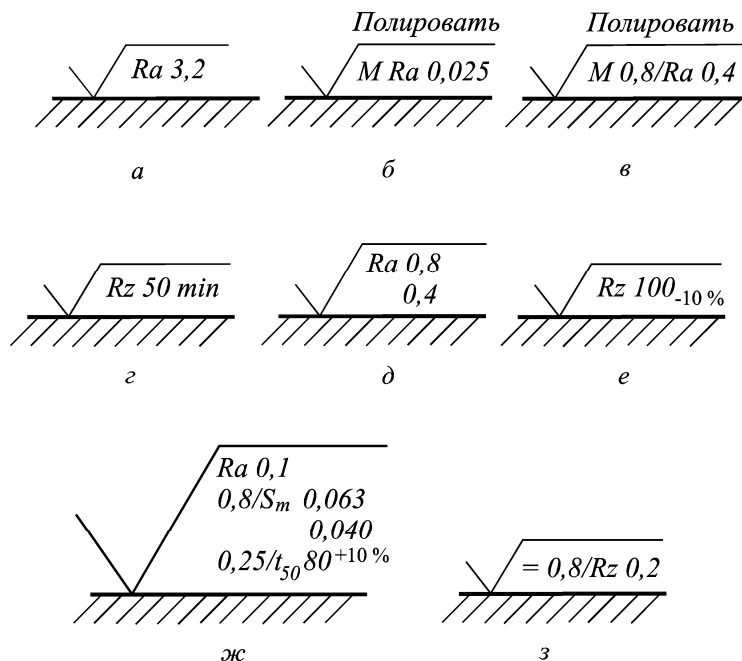 Полировать Полировать
Ra 3,2 M Ra 0,025 M 0,8/Ra 0,4
а б в
Rz 50 min Ra 0,8 Rz 100-10 %
0,4
г д е
Ra 0,1
0,8/Sm 0,063
0,040
0,25/t50 80+10 % = 0,8/Rz 0,2
ж з